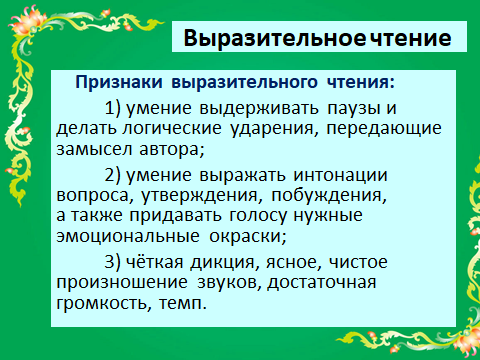 Выразительное чтение
Признаки выразительного чтения:
1) умение выдерживать паузы и
делать логические ударения, передающие
замысел автора;
2) умение выражать интонации
вопроса, утверждения, побуждения,
а также придавать голосу нужные
эмоциональные окраски;
3) чёткая дикция, ясное, чистое
произношение звуков, достаточная
громкость, темп.